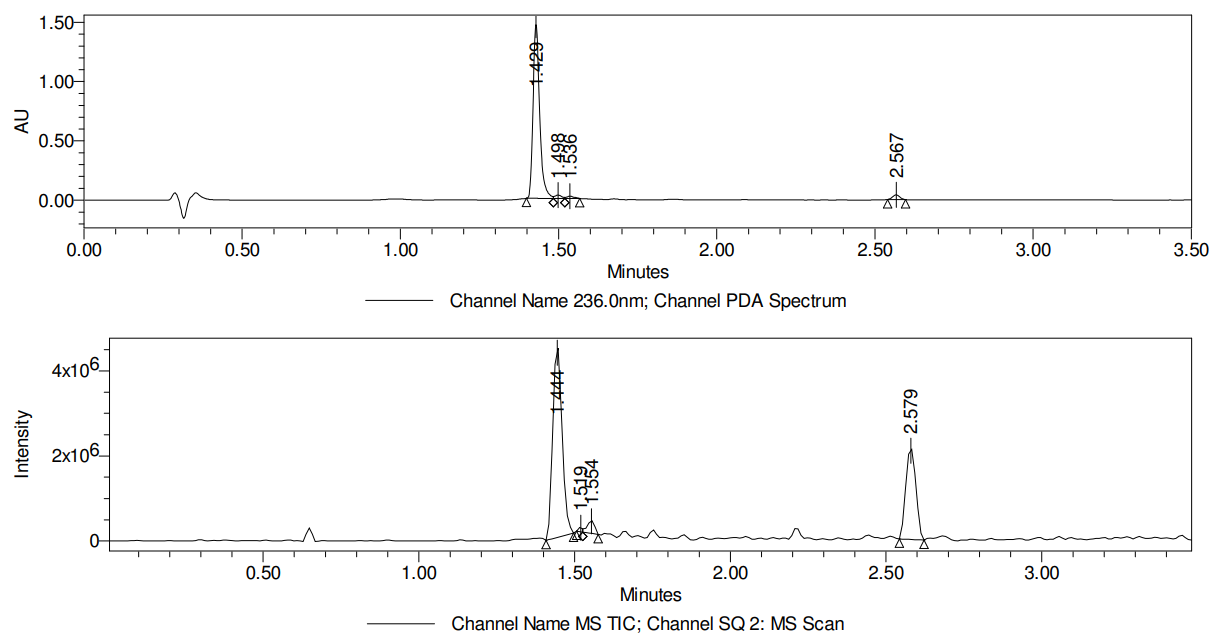 1.50
1.00
0.50
0.00
AU
1.429
1.498
1.536
2.567
0.00 0.50 1.00 1.50 2.00 2.50 3.00 3.50
Minutes
Channel Name 236.0nm; Channel PDA Spectrum
4x10⁶
2x10⁶
0
Intensity
1.444
1.519
1.554
2.579
0.50 1.00 1.50 2.00 2.50 3.00
Minutes
Channel Name MS TIC; Channel SQ 2: MS Scan